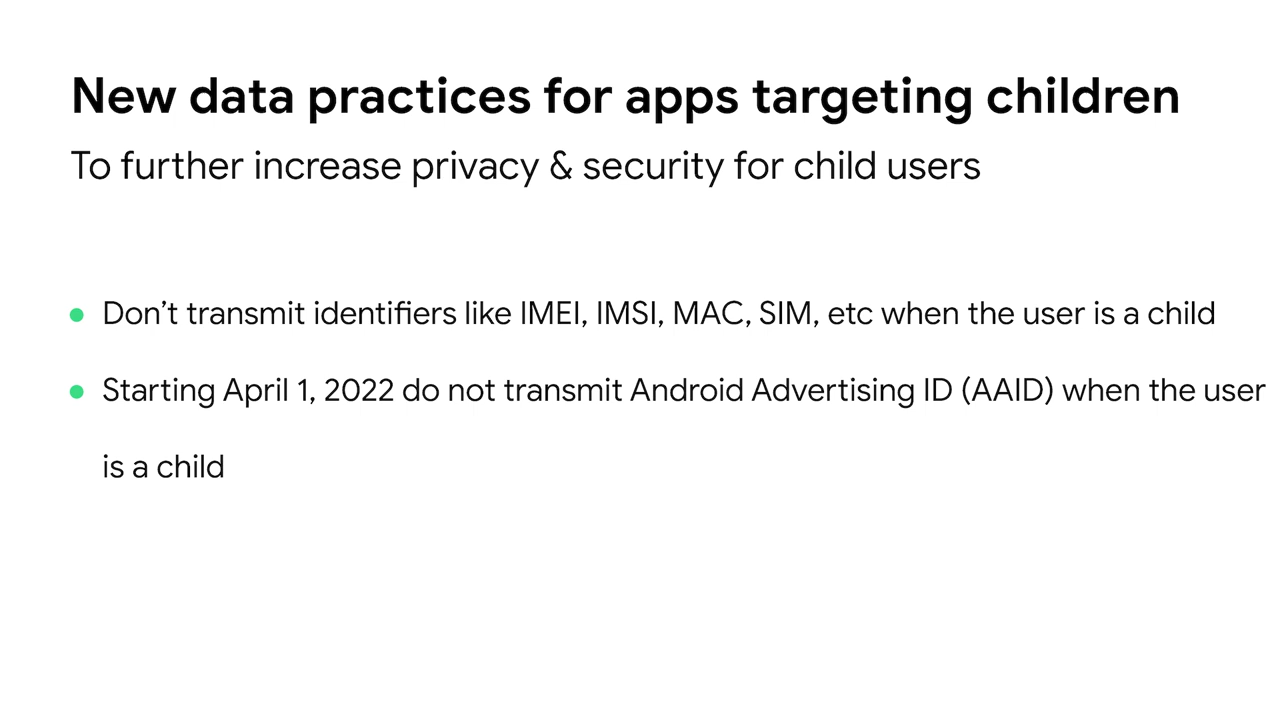 New data practices for apps targeting children
To further increase privacy & security for child users
● Don’t transmit identifiers like IMEI, IMSI, MAC, SIM, etc when the user is a child
● Starting April 1, 2022 do not transmit Android Advertising ID (AAID) when the user
is a child